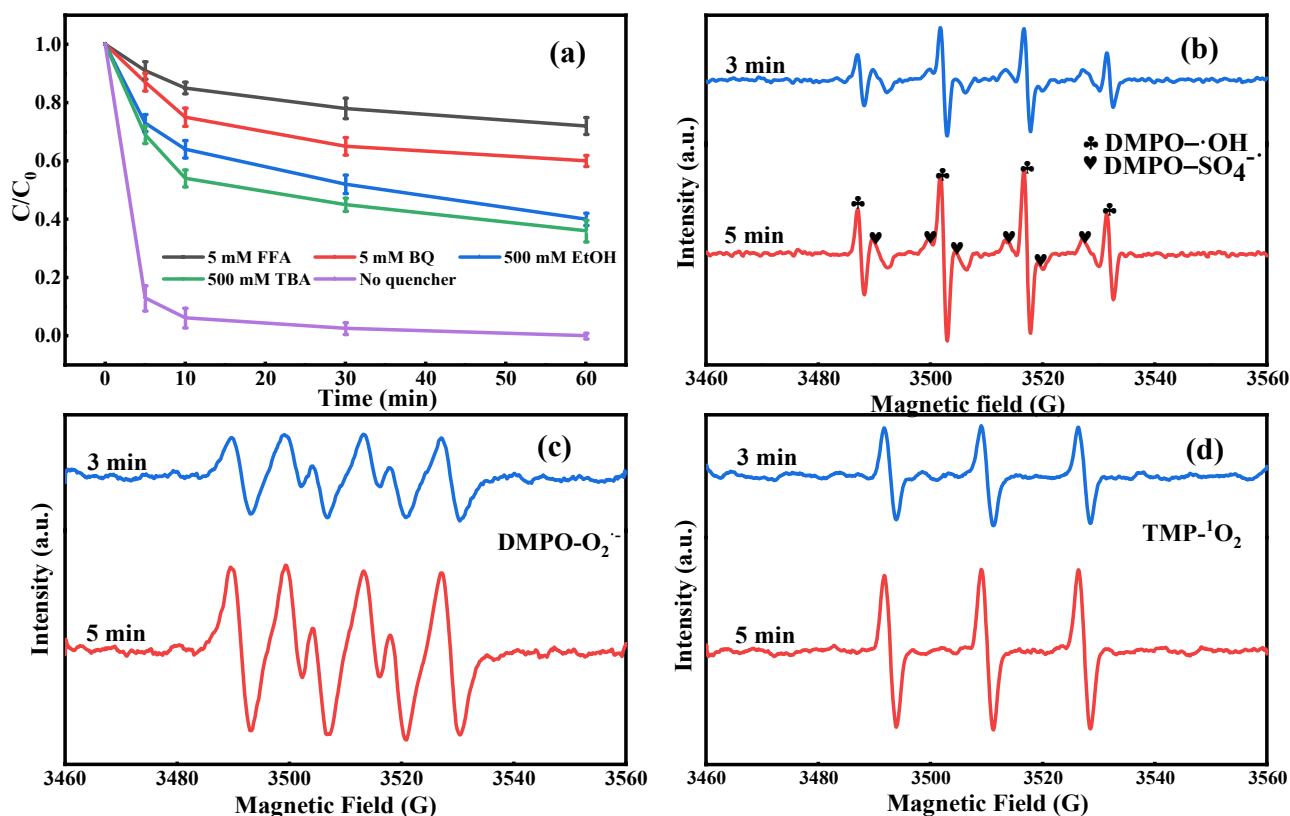 (a)
C/C0
1.0
0.8
0.6
0.4
0.2
0.0
5 mM FFA 5 mM BQ 500 mM EtOH
500 mM TBA No quencher
0 10 20 30 40 50 60
Time (min)
(b)
Intensity (a.u.)
3 min
♣ DMPO–·OH
♥ DMPO–SO4−·
5 min
3460 3480 3500 3520 3540 3560
Magnetic field (G)
(c)
Intensity (a.u.)
3 min
DMPO-O2·-
5 min
3460 3480 3500 3520 3540 3560
Magnetic Field (G)
(d)
Intensity (a.u.)
3 min
TMP-1O2
5 min
3460 3480 3500 3520 3540 3560
Magnetic Field (G)